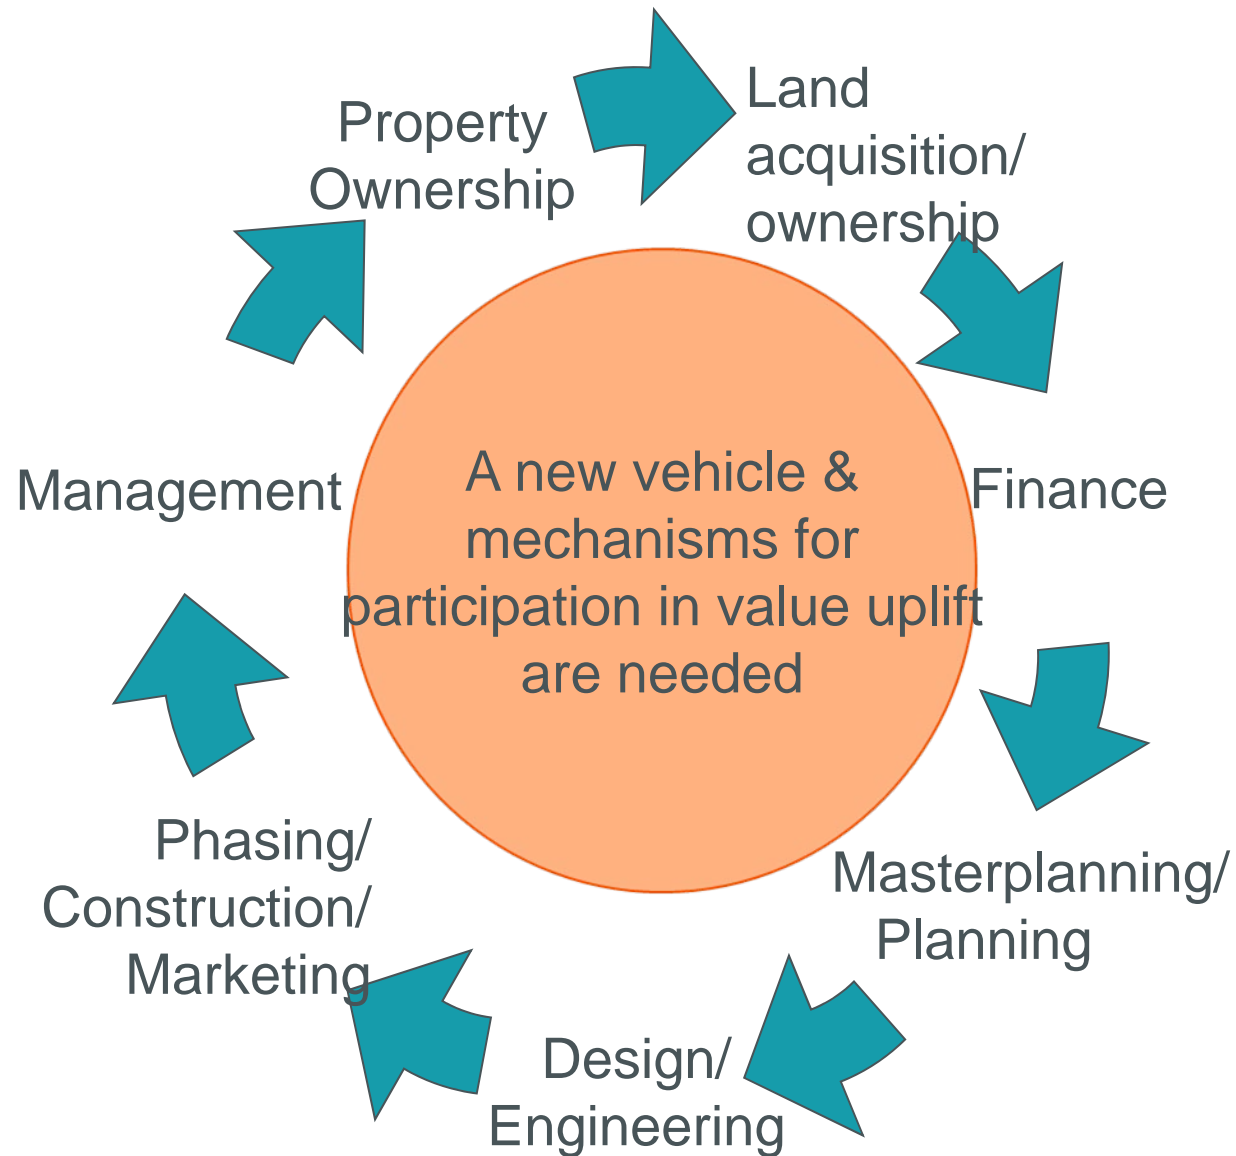 Property
Ownership
Land
acquisition/
ownership
Finance
Masterplanning/
Planning
Design/
Engineering
Phasing/
Construction/
Marketing
Management
A new vehicle &
mechanisms for
participation in value uplift
are needed